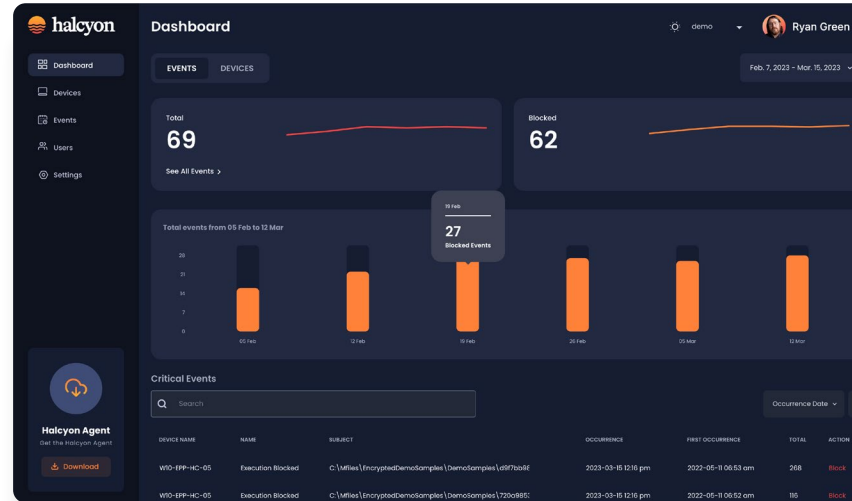 halcyon
Dashboard
demo
Ryan Green
Dashboard
Devices
Events
Users
Settings
EVENTS DEVICES
Feb. 7, 2023 - Mar. 15, 2023
Total
69
See All Events >
Blocked
62
Total events from 05 Feb to 12 Mar
19 Feb
27
Blocked Events
28
21
14
7
0
05 Feb 12 Feb 19 Feb 26 Feb 05 Mar 12 Mar
Halcyon Agent
Get the Halcyon Agent
Download
Critical Events
Search
Occurrence Date
DEVICE NAME NAME SUBJECT OCCURRENCE FIRST OCCURRENCE TOTAL ACTION
W10-EPP-HC-05 Execution Blocked C:\Mfiles\EncryptedDemoSamples\DemoSamples\d9f7bb98 2023-03-15 12:16 pm 2022-05-11 06:53 am 268 Block
W10-EPP-HC-05 Execution Blocked C:\Mfiles\EncryptedDemoSamples\DemoSamples\720a985 2023-03-15 12:16 pm 2022-05-11 06:52 am 116 Block